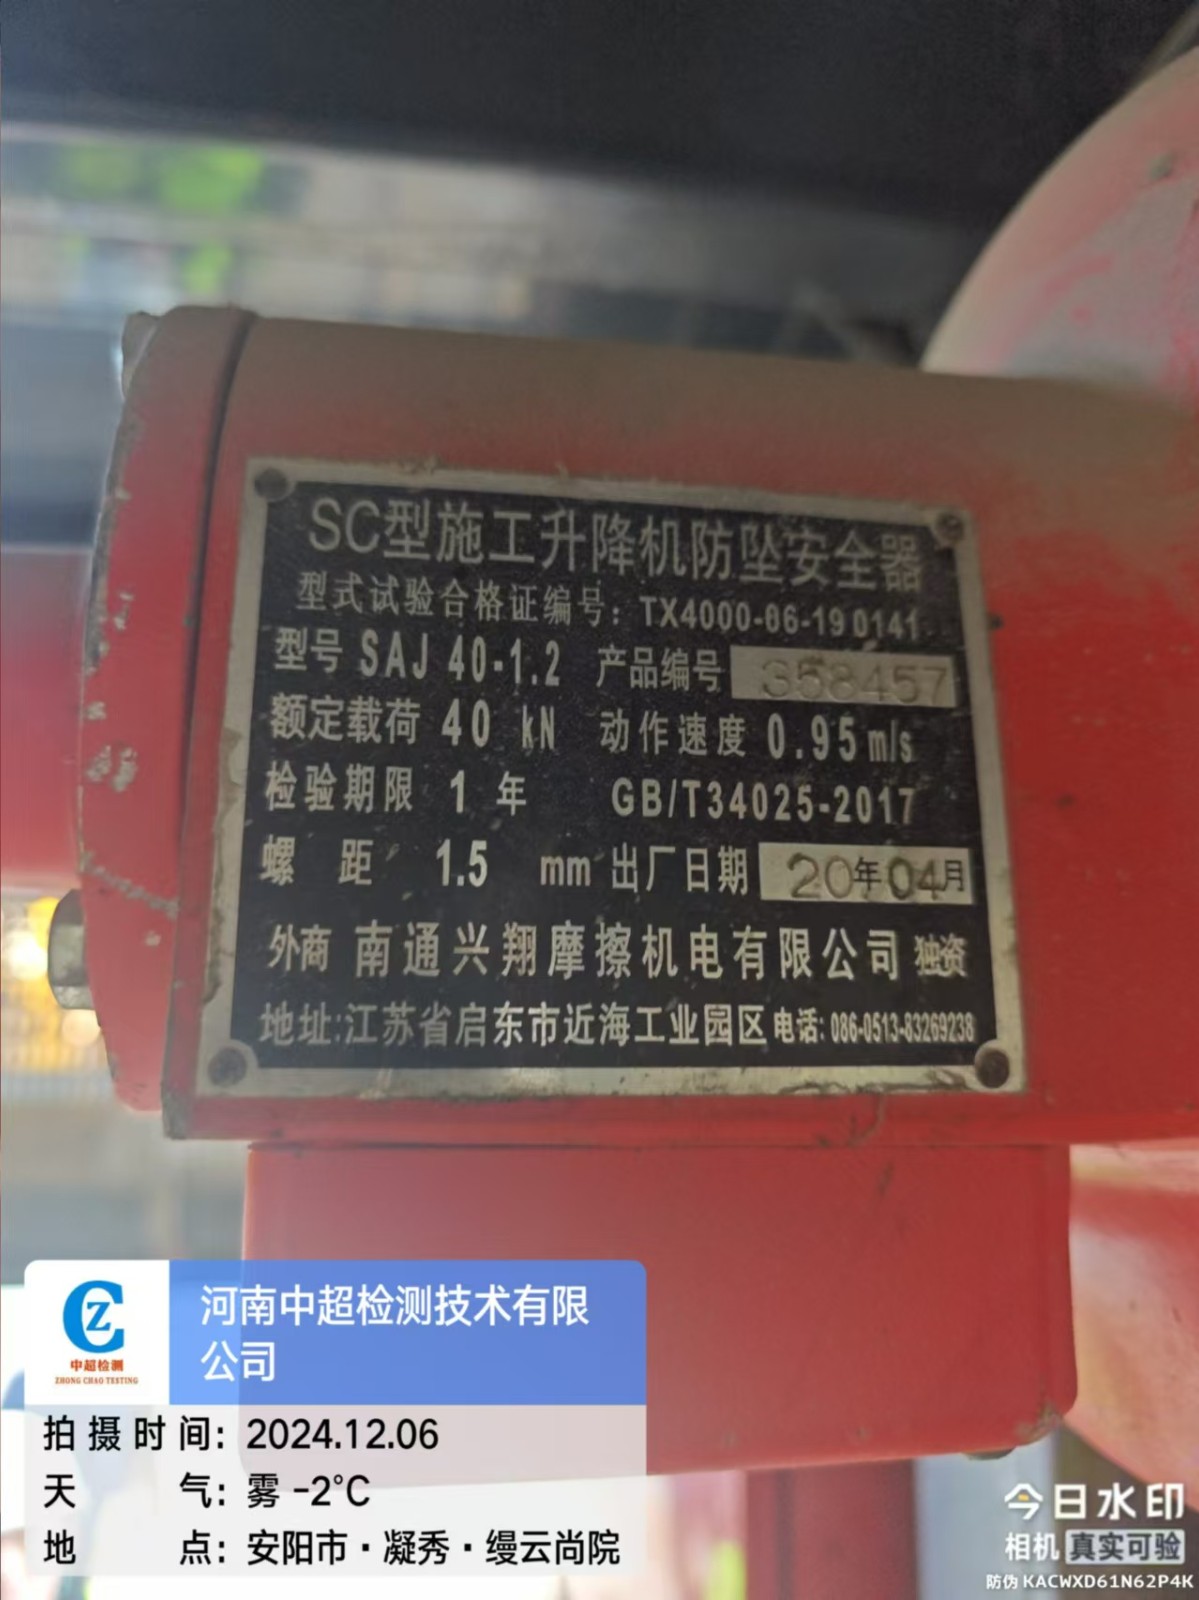 SC型施工升降机防坠安全器
型式试验合格证编号：TX4000-06-190141
型号 SAJ 40-1.2 产品编号 358457
额定载荷 40 kN 动作速度 0.95 m/s
检验期限 1 年 GB/T34025-2017
螺 距 1.5 mm 出厂日期 20年04月
外商 南通兴翔摩擦机电有限公司 独资
地址:江苏省启东市近海工业园区 电话: 086-0513-83269238
CZ
中超检测
ZHONG CHAO TESTING
河南中超检测技术有限
公司
拍摄时间: 2024.12.06
天 气: 雾 -2℃
地 点: 安阳市·凝秀·缦云尚院
今日水印
相机 真实可验
防伪 KACWXD61N62P4K